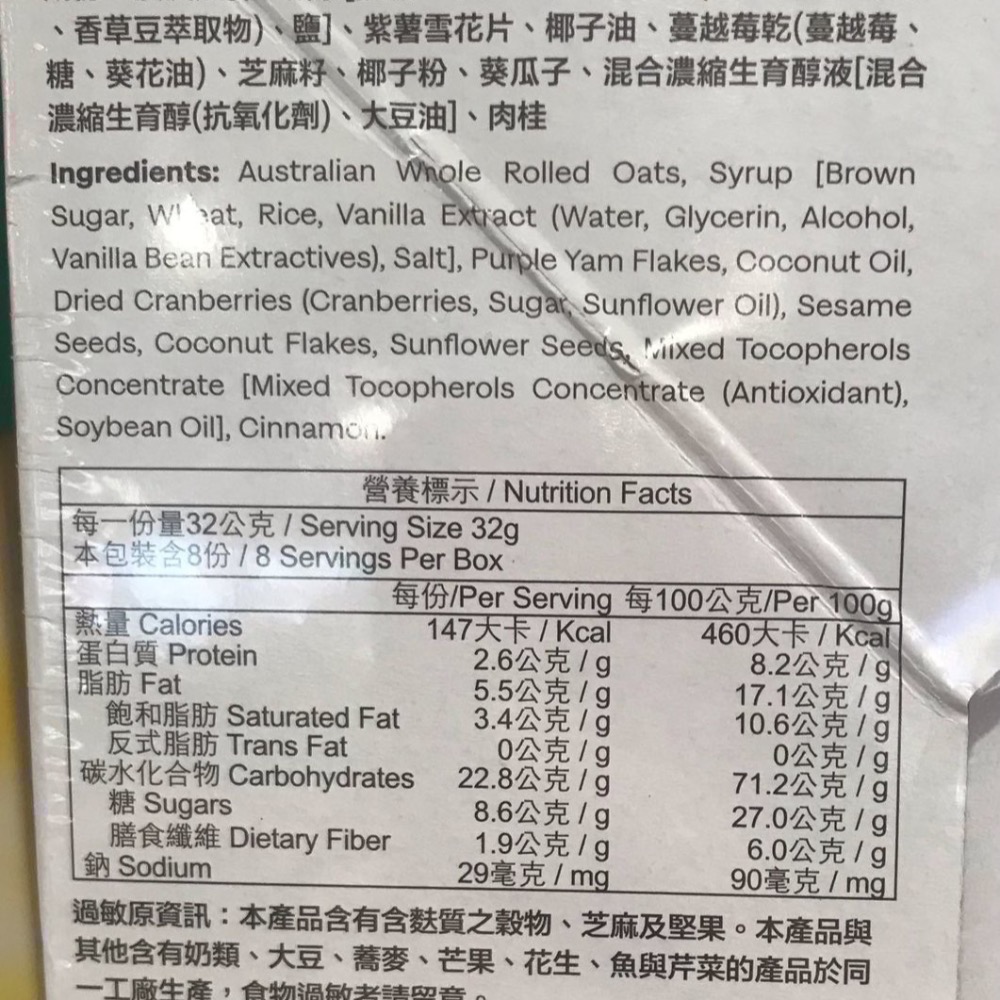 、香草豆萃取物)、鹽]、紫薯雪花片、椰子油、蔓越莓乾(蔓越莓、
糖、葵花油)、芝麻籽、椰子粉、葵瓜子、混合濃縮生育醇液[混合
濃縮生育醇(抗氧化劑)、大豆油]、肉桂
Ingredients: Australian Whole Rolled Oats, Syrup [Brown
Sugar, Wheat, Rice, Vanilla Extract (Water, Glycerin, Alcohol,
Vanilla Bean Extractives), Salt], Purple Yam Flakes, Coconut Oil,
Dried Cranberries (Cranberries, Sugar, Sunflower Oil), Sesame
Seeds, Coconut Flakes, Sunflower Seeds, Mixed Tocopherols
Concentrate [Mixed Tocopherols Concentrate (Antioxidant),
Soybean Oil], Cinnamon.
營養標示 / Nutrition Facts
每一份量32公克 / Serving Size 32g
本包裝含8份 / 8 Servings Per Box
每份/Per Serving 每100公克/Per 100g
熱量 Calories 147大卡 / Kcal 460大卡 / Kcal
蛋白質 Protein 2.6公克 / g 8.2公克 / g
脂肪 Fat 5.5公克 / g 17.1公克 / g
飽和脂肪 Saturated Fat 3.4公克 / g 10.6公克 / g
反式脂肪 Trans Fat 0公克 / g 0公克 / g
碳水化合物 Carbohydrates 22.8公克 / g 71.2公克 / g
糖 Sugars 8.6公克 / g 27.0公克 / g
膳食纖維 Dietary Fiber 1.9公克 / g 6.0公克 / g
鈉 Sodium 29毫克 / mg 90毫克 / mg
過敏原資訊：本產品含有含麩質之穀物、芝麻及堅果。本產品與
其他含有奶類、大豆、蕎麥、芒果、花生、魚與芹菜的產品於同
一工廠生產，食物過敏者請留意。